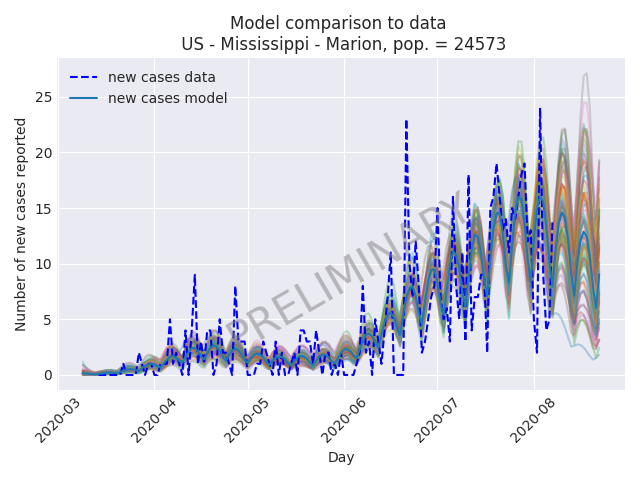 Model comparison to data
US - Mississippi - Marion, pop. = 24573
new cases data
new cases model
PRELIMINARY
Number of new cases reported
25
20
15
10
5
0
2020-03
2020-04
2020-05
2020-06
2020-07
2020-08
Day